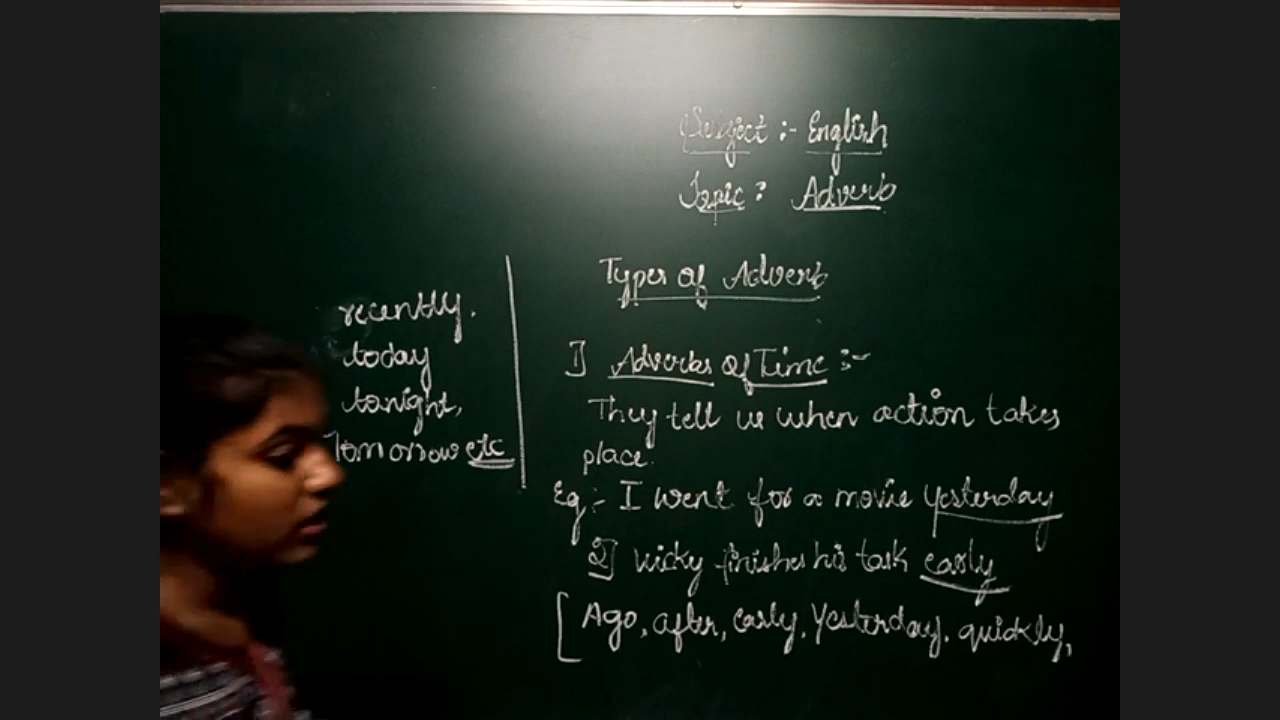 Subject :- English
Topic : Adverb
Types of Adverb
1] Adverbs of Time :-
They tell us when action takes
place.
Eg :- I went for a movie yesterday
2] Vicky finishes his task early
[ Ago, after, early, Yesterday, quickly,
recently.
today
tonight,
Tomorrow etc